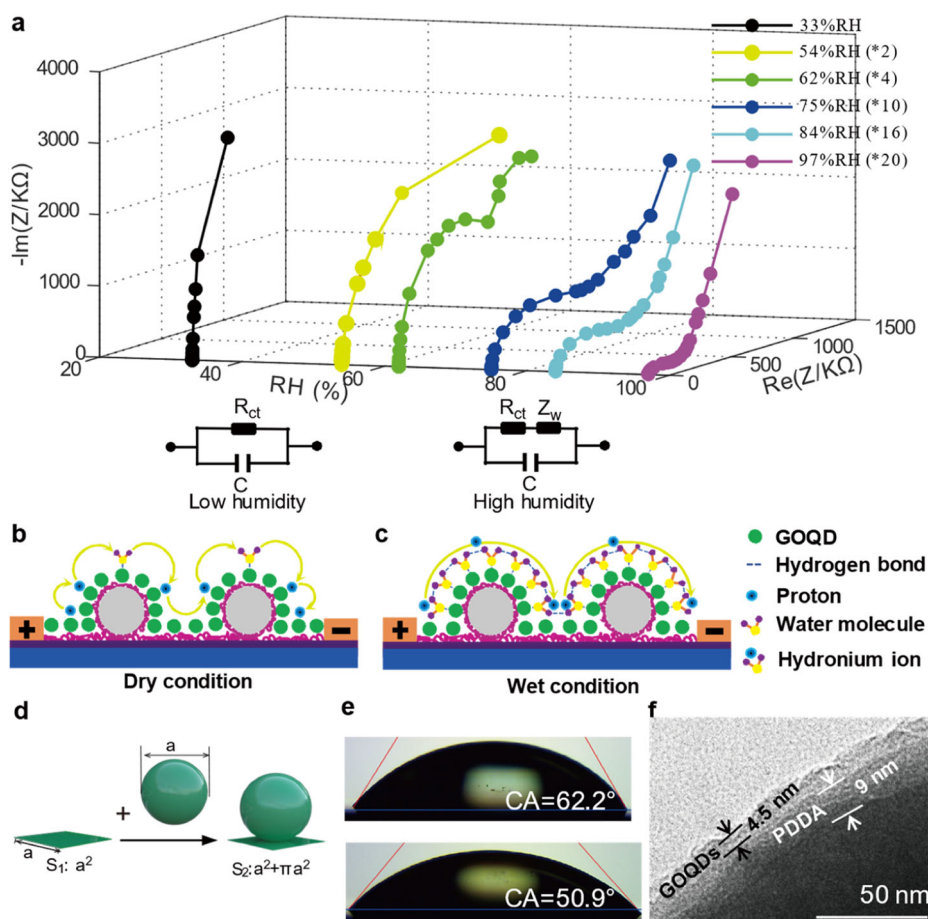 a
33%RH
54%RH (*2)
62%RH (*4)
75%RH (*10)
84%RH (*16)
97%RH (*20)
4000
3000
2000
1000
0
-Im(Z/KΩ)
20
40
60
80
100
RH (%)
0
500
1000
1500
Re(Z/KΩ)
Rct
C
Low humidity
Rct Zw
C
High humidity
b
+
−
Dry condition
c
+
−
Wet condition
GOQD
Hydrogen bond
Proton
Water molecule
Hydronium ion
d
a
a
+
S₁: a²
S₂:a²+πa²
e
CA=62.2°
CA=50.9°
f
GOQDs
4.5 nm
PDDA
9 nm
50 nm